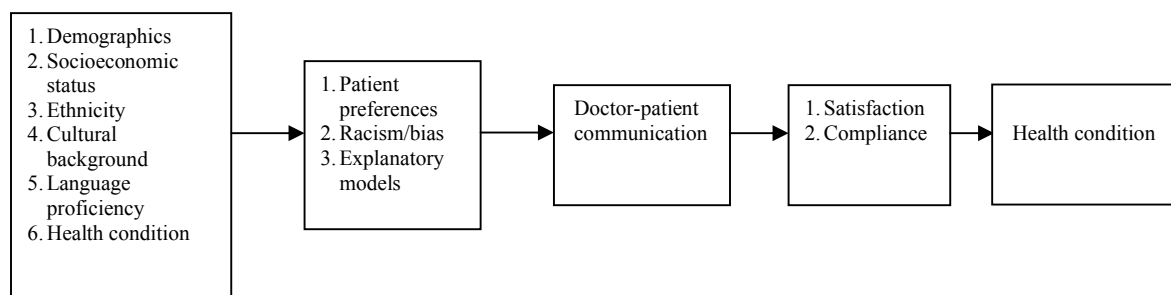 1. Demographics
2. Socioeconomic
status
3. Ethnicity
4. Cultural
background
5. Language
proficiency
6. Health condition
1. Patient
preferences
2. Racism/bias
3. Explanatory
models
Doctor-patient
communication
1. Satisfaction
2. Compliance
Health condition